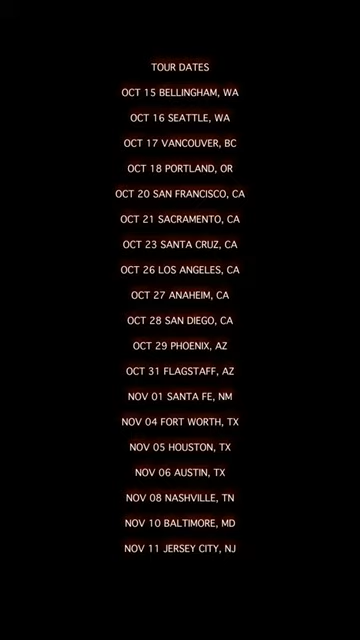 TOUR DATES
OCT 15 BELLINGHAM, WA
OCT 16 SEATTLE, WA
OCT 17 VANCOUVER, BC
OCT 18 PORTLAND, OR
OCT 20 SAN FRANCISCO, CA
OCT 21 SACRAMENTO, CA
OCT 23 SANTA CRUZ, CA
OCT 26 LOS ANGELES, CA
OCT 27 ANAHEIM, CA
OCT 28 SAN DIEGO, CA
OCT 29 PHOENIX, AZ
OCT 31 FLAGSTAFF, AZ
NOV 01 SANTA FE, NM
NOV 04 FORT WORTH, TX
NOV 05 HOUSTON, TX
NOV 06 AUSTIN, TX
NOV 08 NASHVILLE, TN
NOV 10 BALTIMORE, MD
NOV 11 JERSEY CITY, NJ